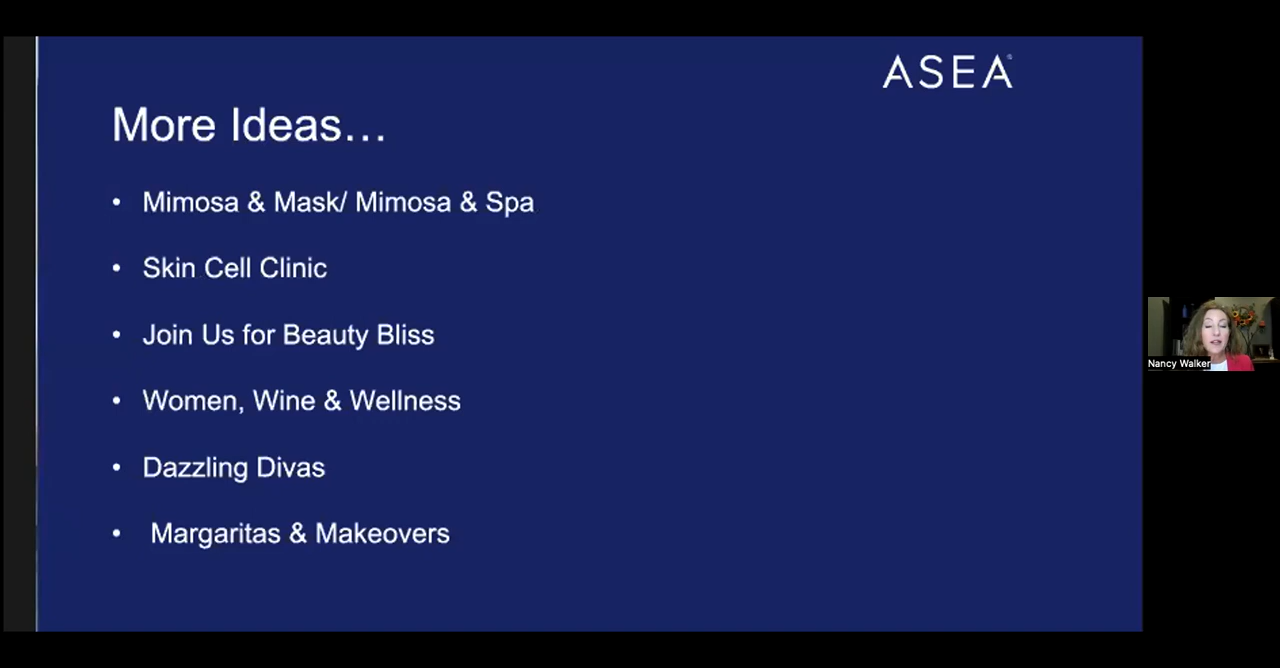 ASEA®
More Ideas…
• Mimosa & Mask/ Mimosa & Spa
• Skin Cell Clinic
• Join Us for Beauty Bliss
• Women, Wine & Wellness
• Dazzling Divas
• Margaritas & Makeovers
Nancy Walker